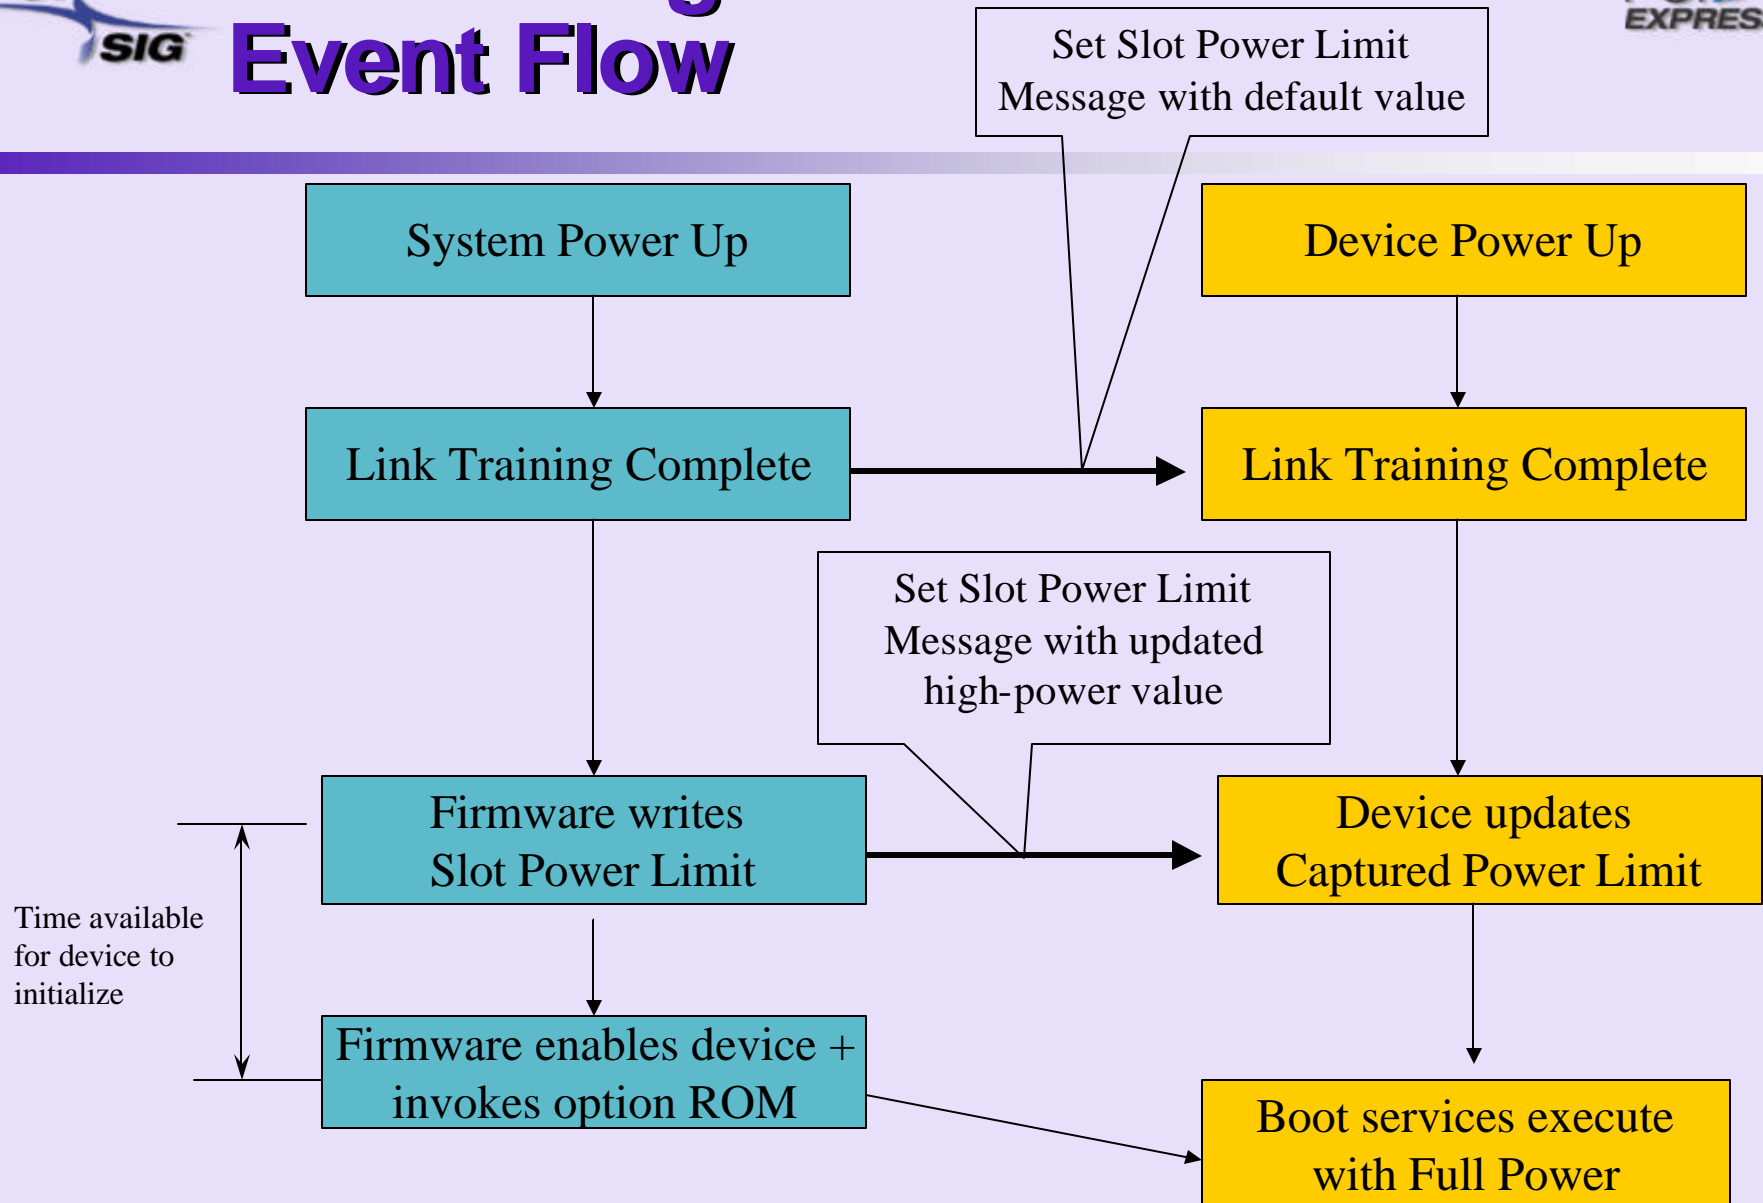 SIG
Event Flow
EXPRESS
Set Slot Power Limit
Message with default value
System Power Up
Device Power Up
Link Training Complete
Link Training Complete
Set Slot Power Limit
Message with updated
high-power value
Firmware writes
Slot Power Limit
Device updates
Captured Power Limit
Time available
for device to
initialize
Firmware enables device +
invokes option ROM
Boot services execute
with Full Power